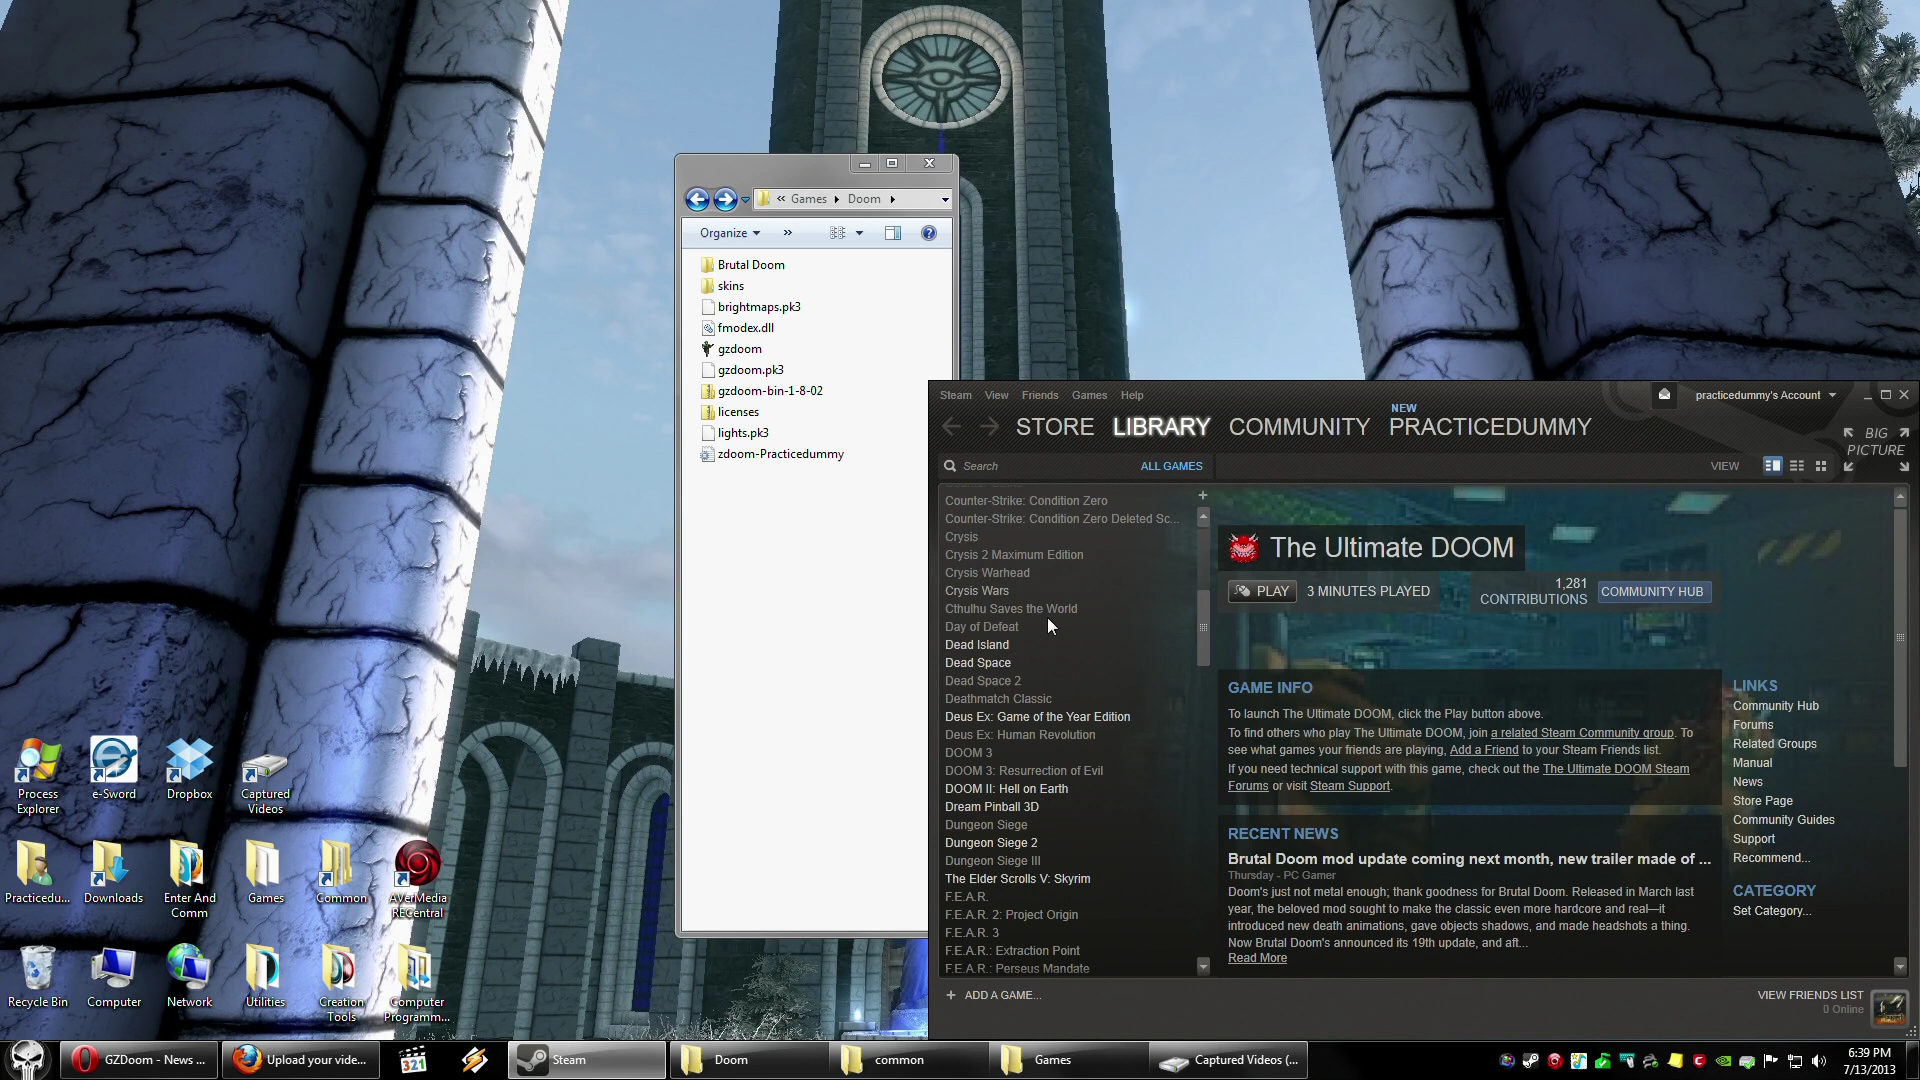 « Games ▸ Doom ▸
Organize »
Brutal Doom
skins
brightmaps.pk3
fmodex.dll
gzdoom
gzdoom.pk3
gzdoom-bin-1-8-02
licenses
lights.pk3
zdoom-Practicedummy
Steam View Friends Games Help
practicedummy's Account
STORE LIBRARY COMMUNITY PRACTICEDUMMY
NEW
BIG
PICTURE
Search ALL GAMES
VIEW
Counter-Strike: Condition Zero
Counter-Strike: Condition Zero Deleted Sc...
Crysis
Crysis 2 Maximum Edition
Crysis Warhead
Crysis Wars
Cthulhu Saves the World
Day of Defeat
Dead Island
Dead Space
Dead Space 2
Deathmatch Classic
Deus Ex: Game of the Year Edition
Deus Ex: Human Revolution
DOOM 3
DOOM 3: Resurrection of Evil
DOOM II: Hell on Earth
Dream Pinball 3D
Dungeon Siege
Dungeon Siege 2
Dungeon Siege III
The Elder Scrolls V: Skyrim
F.E.A.R.
F.E.A.R. 2: Project Origin
F.E.A.R. 3
F.E.A.R.: Extraction Point
F.E.A.R.: Perseus Mandate
+ ADD A GAME...
The Ultimate DOOM
PLAY 3 MINUTES PLAYED
1,281
CONTRIBUTIONS
COMMUNITY HUB
GAME INFO
To launch The Ultimate DOOM, click the Play button above.
To find others who play The Ultimate DOOM, join a related Steam Community group. To
see what games your friends are playing, Add a Friend to your Steam Friends list.
If you need technical support with this game, check out the The Ultimate DOOM Steam
Forums or visit Steam Support.
RECENT NEWS
Brutal Doom mod update coming next month, new trailer made of ...
Thursday - PC Gamer
Doom's just not metal enough; thank goodness for Brutal Doom. Released in March last
year, the beloved mod sought to make the classic even more hardcore and real—it
introduced new death animations, gave objects shadows, and made headshots a thing.
Now Brutal Doom's announced its 19th update, and aft...
Read More
LINKS
Community Hub
Forums
Related Groups
Manual
News
Store Page
Community Guides
Support
Recommend...
CATEGORY
Set Category...
VIEW FRIENDS LIST
0 Online
Process
Explorer
e-Sword
Dropbox
Captured
Videos
Practicedu...
Downloads
Enter And
Comm
Games
Common
AVerMedia
RECentral
Recycle Bin
Computer
Network
Utilities
Creation
Tools
Computer
Programm...
GZDoom - News ...
Upload your vide...
321
Steam
Doom
common
Games
Captured Videos (...
6:39 PM
7/13/2013